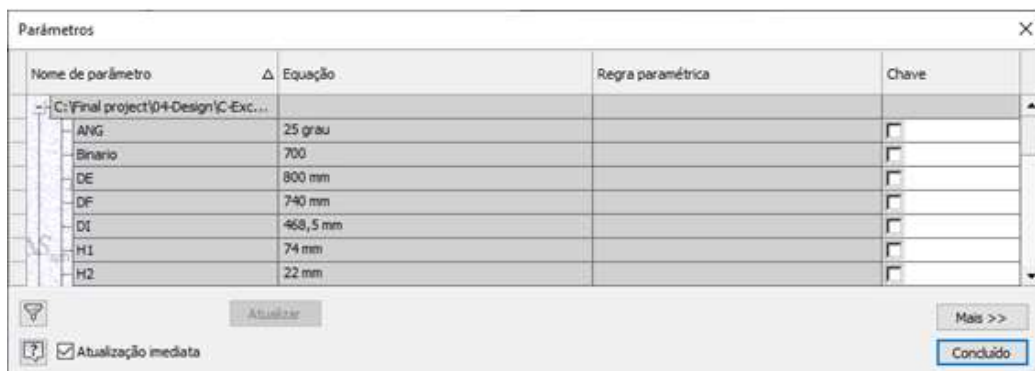 Parâmetros
Nome de parâmetro Equação Regra paramétrica Chave
C:\Final project\04-Design\C-Exc...
ANG 25 grau
Binario 700
DE 800 mm
DF 740 mm
DI 468,5 mm
H1 74 mm
H2 22 mm
Atualizar
Mais >>
Atualização imediata
Concluído